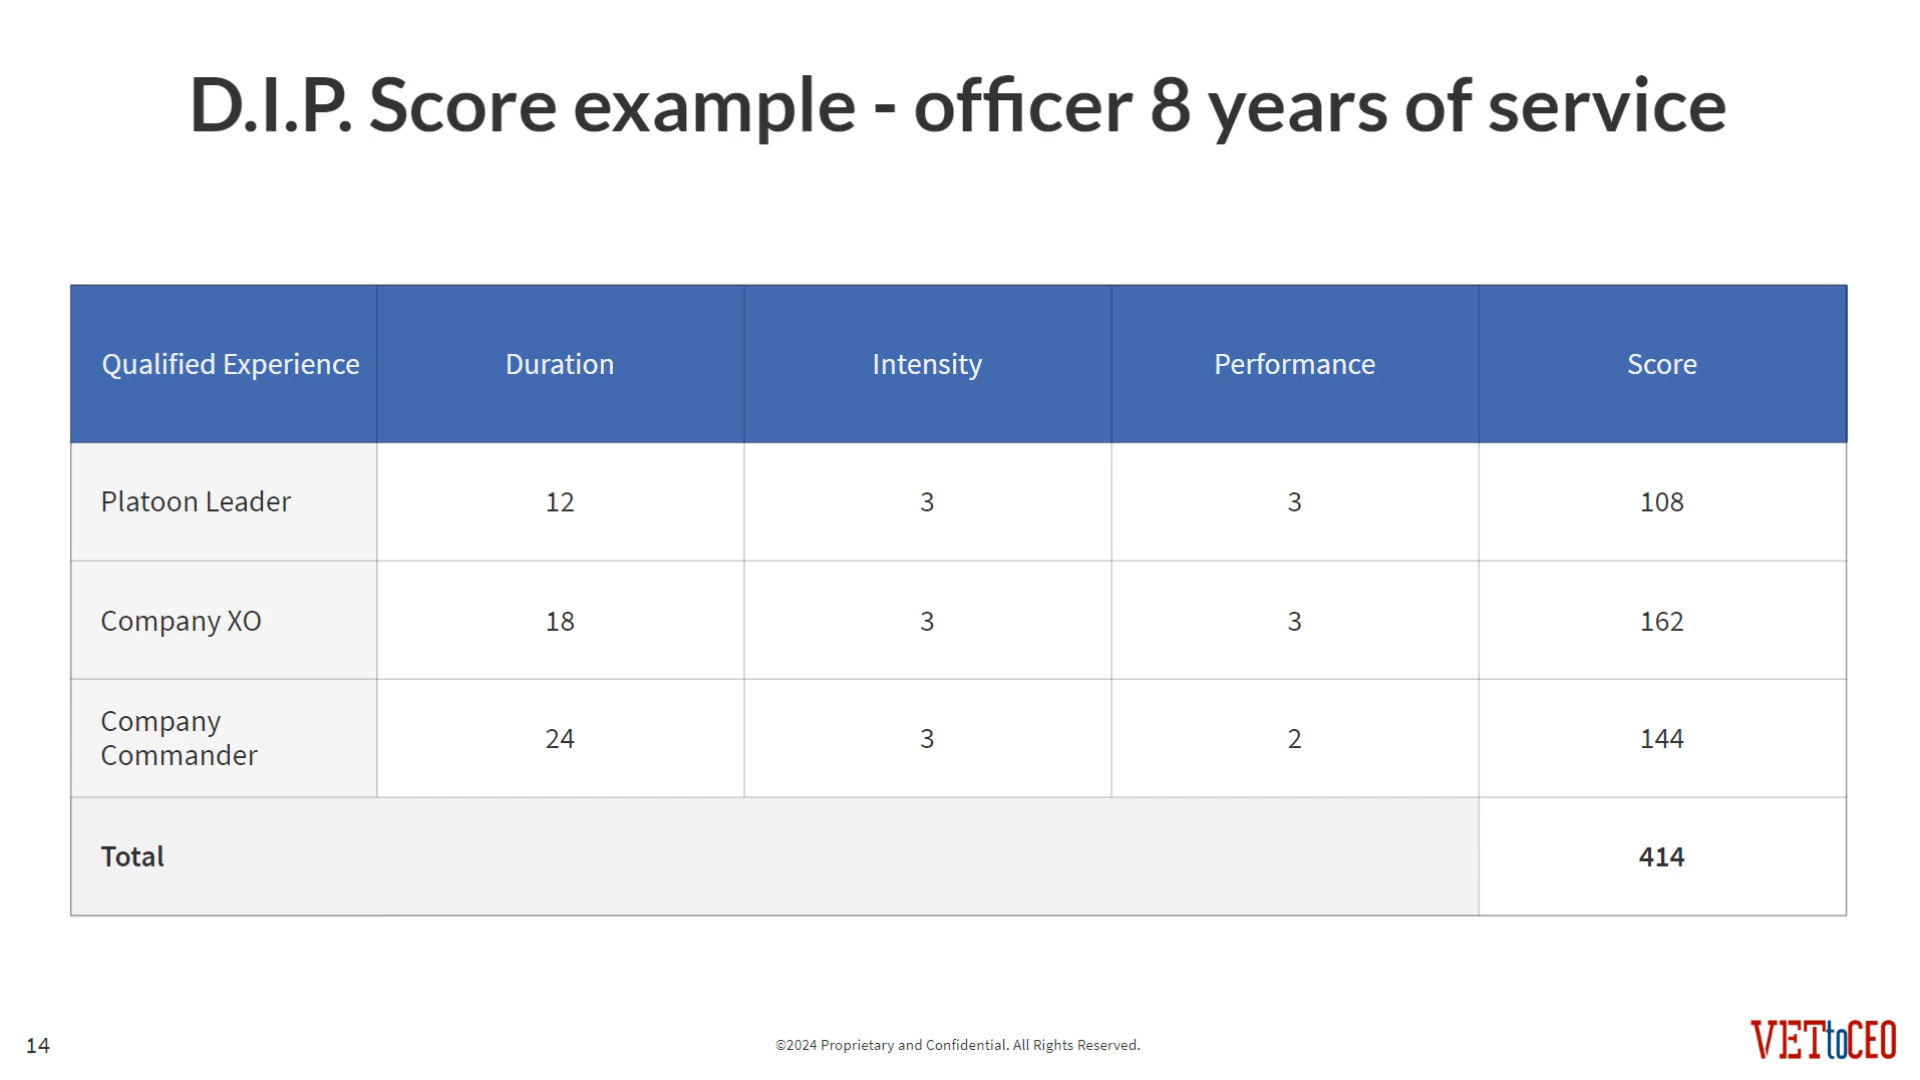 D.I.P. Score example - officer 8 years of service
Qualified Experience Duration Intensity Performance Score
Platoon Leader 12 3 3 108
Company XO 18 3 3 162
Company
Commander 24 3 2 144
Total 414
14
©2024 Proprietary and Confidential. All Rights Reserved.
VETtoCEO